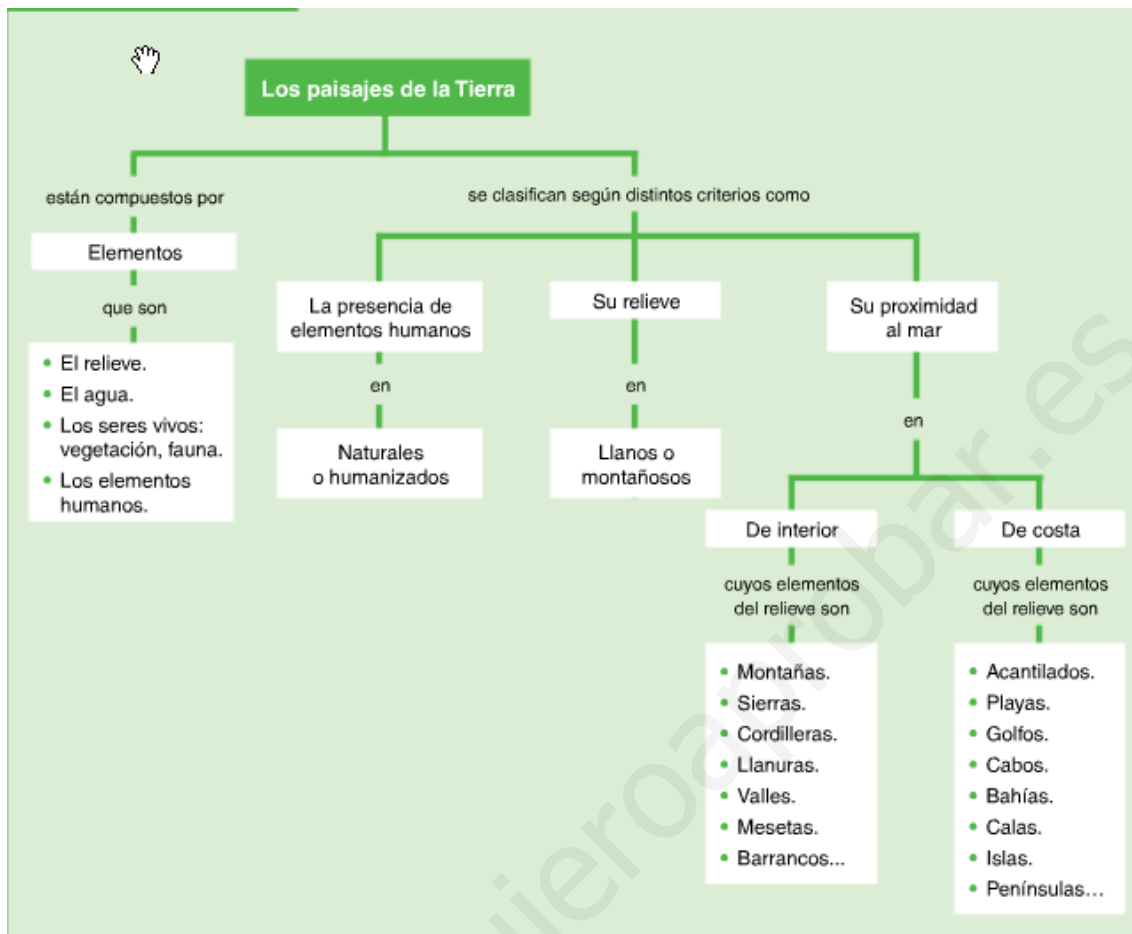 Los paisajes de la Tierra
están compuestos por
se clasifican según distintos criterios como
Elementos
que son
• El relieve.
• El agua.
• Los seres vivos:
vegetación, fauna.
• Los elementos
humanos.
La presencia de
elementos humanos
en
Naturales
o humanizados
Su relieve
en
Llanos o
montañosos
Su proximidad
al mar
en
De interior
cuyos elementos
del relieve son
• Montañas.
• Sierras.
• Cordilleras.
• Llanuras.
• Valles.
• Mesetas.
• Barrancos...
De costa
cuyos elementos
del relieve son
• Acantilados.
• Playas.
• Golfos.
• Cabos.
• Bahías.
• Calas.
• Islas.
• Penínsulas...
uieroaprobar.es